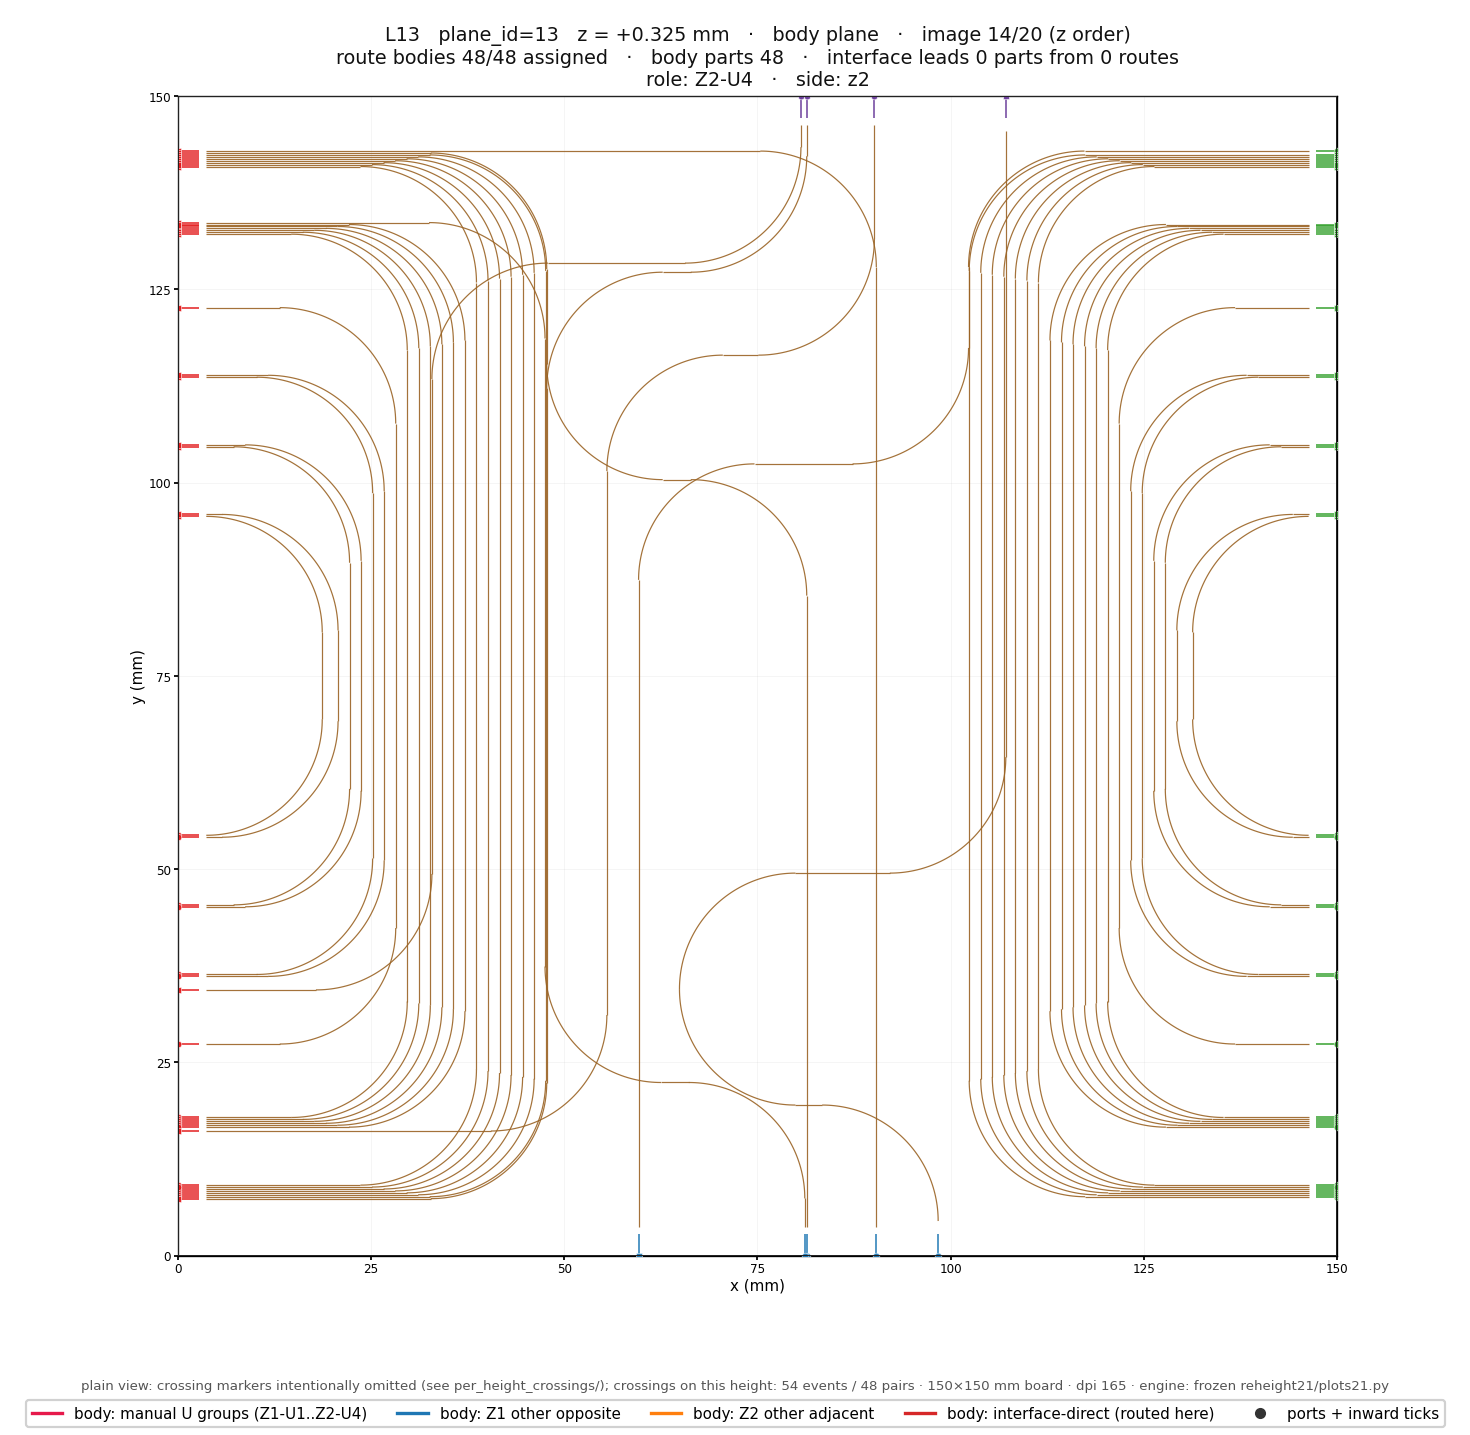 L13   plane_id=13   z = +0.325 mm   ·   body plane   ·   image 14/20 (z order)
route bodies 48/48 assigned   ·   body parts 48   ·   interface leads 0 parts from 0 routes
role: Z2-U4   ·   side: z2
150
125
100
75
50
25
0
y (mm)
0 25 50 75 100 125 150
x (mm)
plain view: crossing markers intentionally omitted (see per_height_crossings/); crossings on this height: 54 events / 48 pairs · 150×150 mm board · dpi 165 · engine: frozen reheight21/plots21.py
body: manual U groups (Z1-U1..Z2-U4) body: Z1 other opposite body: Z2 other adjacent body: interface-direct (routed here) ports + inward ticks